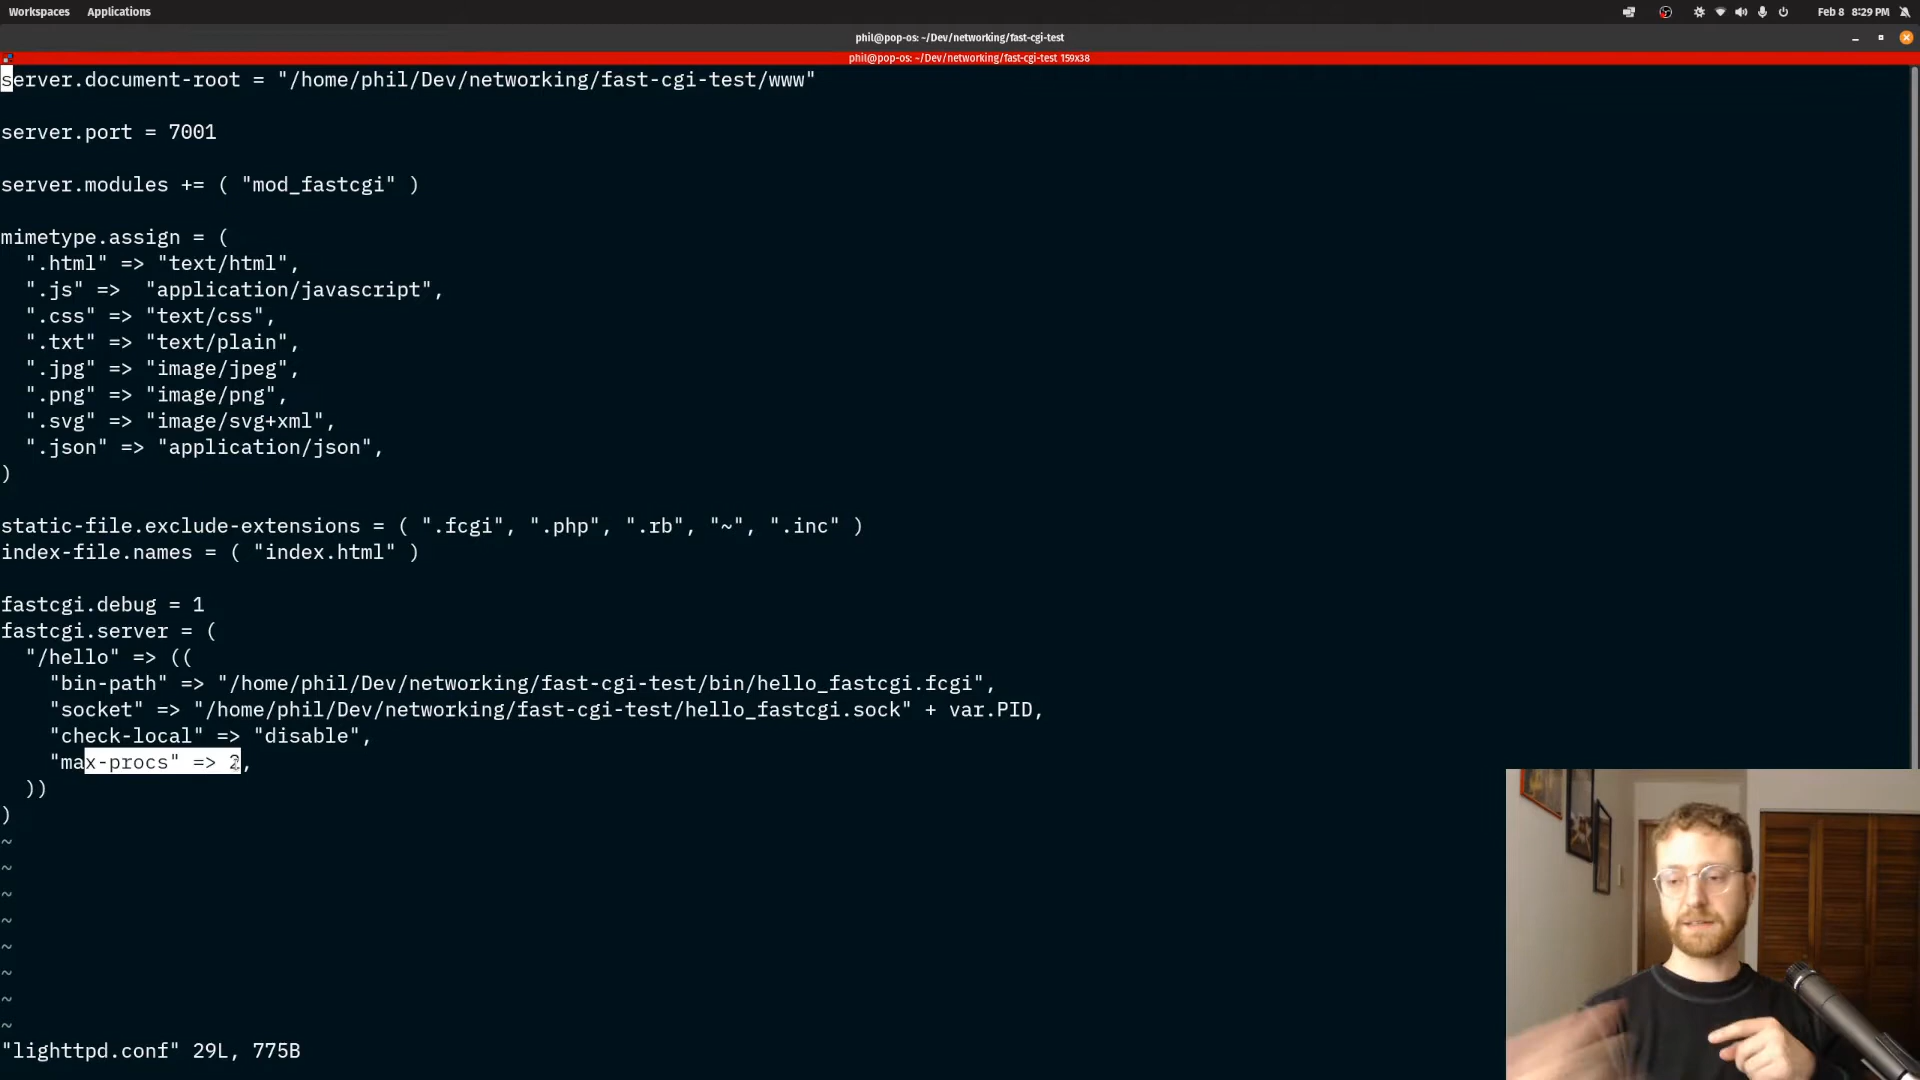 Workspaces Applications Feb 8 8:29 PM
phil@pop-os: ~/Dev/networking/fast-cgi-test
phil@pop-os: ~/Dev/networking/fast-cgi-test 159x38
server.document-root = "/home/phil/Dev/networking/fast-cgi-test/www"
server.port = 7001
server.modules += ( "mod_fastcgi" )
mimetype.assign = (
".html" => "text/html",
".js" =>  "application/javascript",
".css" => "text/css",
".txt" => "text/plain",
".jpg" => "image/jpeg",
".png" => "image/png",
".svg" => "image/svg+xml",
".json" => "application/json",
)
static-file.exclude-extensions = ( ".fcgi", ".php", ".rb", "~", ".inc" )
index-file.names = ( "index.html" )
fastcgi.debug = 1
fastcgi.server = (
"/hello" => ((
"bin-path" => "/home/phil/Dev/networking/fast-cgi-test/bin/hello_fastcgi.fcgi",
"socket" => "/home/phil/Dev/networking/fast-cgi-test/hello_fastcgi.sock" + var.PID,
"check-local" => "disable",
"max-procs" => 2,
))
)
~
~
~
~
~
~
~
~
"lighttpd.conf" 29L, 775B